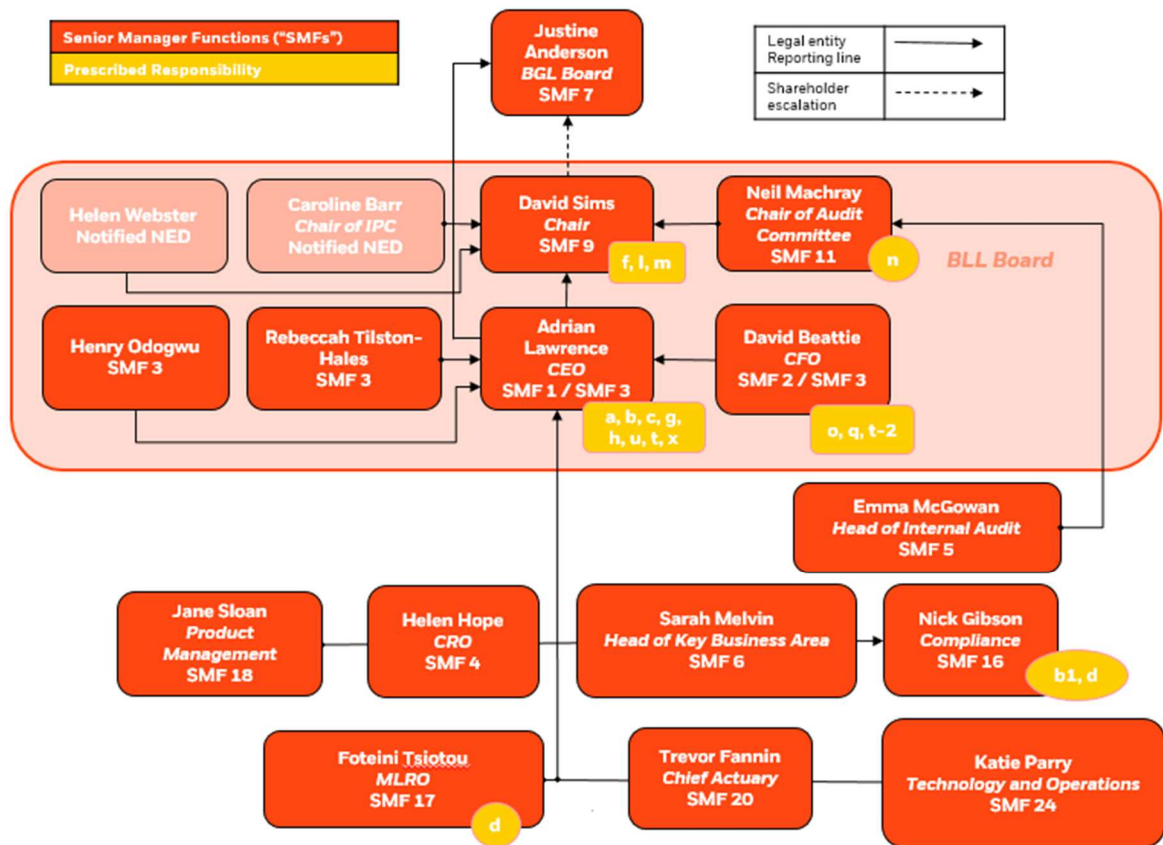 Senior Manager Functions ("SMFs")
Prescribed Responsibility
Justine
Anderson
BGL Board
SMF 7
Legal entity
Reporting line
Shareholder
escalation
Helen Webster
Notified NED
Caroline Barr
Chair of IPC
Notified NED
David Sims
Chair
SMF 9
f, l, m
Neil Machray
Chair of Audit
Committee
SMF 11
n
BLL Board
Henry Odogwu
SMF 3
Rebeccah Tilston-
Hales
SMF 3
Adrian
Lawrence
CEO
SMF 1 / SMF 3
a, b, c, g,
h, u, t, x
David Beattie
CFO
SMF 2 / SMF 3
o, q, t-2
Emma McGowan
Head of Internal Audit
SMF 5
Jane Sloan
Product
Management
SMF 18
Helen Hope
CRO
SMF 4
Sarah Melvin
Head of Key Business Area
SMF 6
Nick Gibson
Compliance
SMF 16
b1, d
Foteini Tsiotou
MLRO
SMF 17
d
Trevor Fannin
Chief Actuary
SMF 20
Katie Parry
Technology and Operations
SMF 24